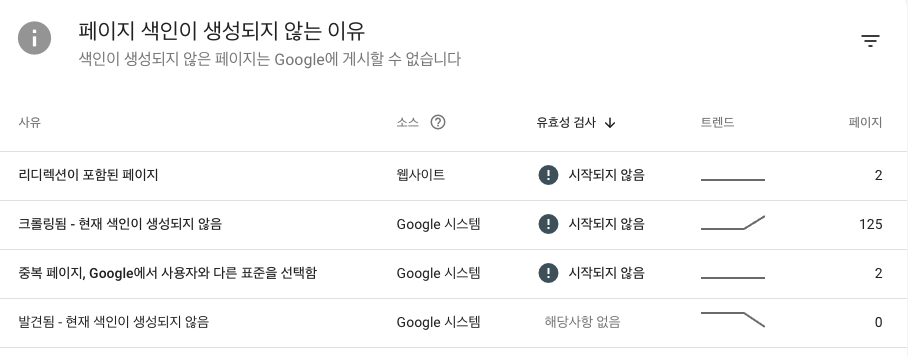 페이지 색인이 생성되지 않는 이유
색인이 생성되지 않은 페이지는 Google에 게시할 수 없습니다
사유 소스 유효성 검사 트렌드 페이지
리디렉션이 포함된 페이지 웹사이트 시작되지 않음 2
크롤링됨 - 현재 색인이 생성되지 않음 Google 시스템 시작되지 않음 125
중복 페이지, Google에서 사용자와 다른 표준을 선택함 Google 시스템 시작되지 않음 2
발견됨 - 현재 색인이 생성되지 않음 Google 시스템 해당사항 없음 0